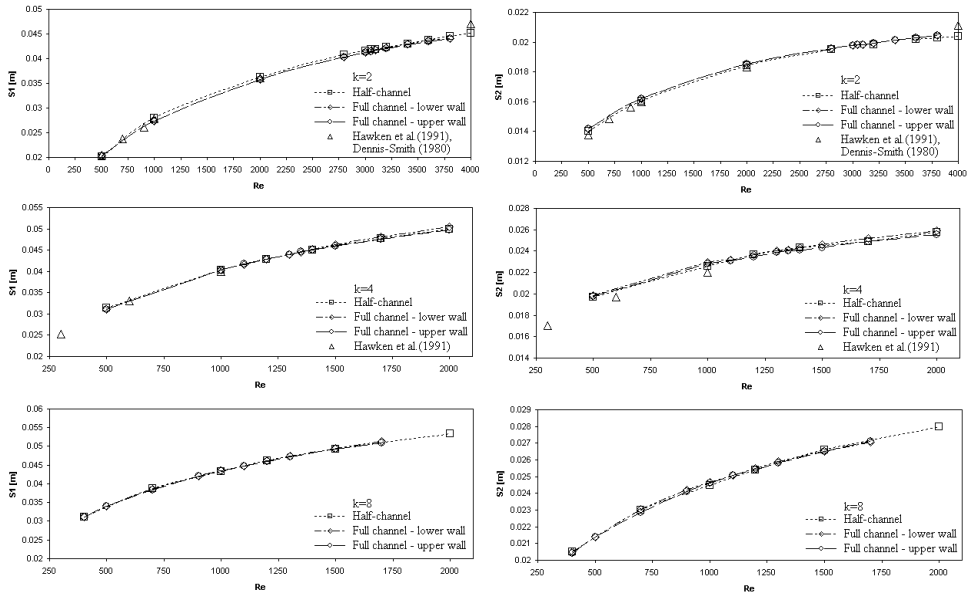 0.05
0.045
0.04
0.035
0.03
0.025
0.02
S1 [m]
0 250 500 750 1000 1250 1500 1750 2000 2250 2500 2750 3000 3250 3500 3750 4000
Re
k=2
Half-channel
Full channel - lower wall
Full channel - upper wall
Hawken et al.(1991),
Dennis-Smith (1980)
0.022
0.02
0.018
0.016
0.014
0.012
S2 [m]
0 250 500 750 1000 1250 1500 1750 2000 2250 2500 2750 3000 3250 3500 3750 4000
Re
k=2
Half-channel
Full channel - lower wall
Full channel - upper wall
Hawken et al.(1991),
Dennis-Smith (1980)
0.055
0.05
0.045
0.04
0.035
0.03
0.025
0.02
S1 [m]
250 500 750 1000 1250 1500 1750 2000
Re
k=4
Half-channel
Full channel - lower wall
Full channel - upper wall
Hawken et al.(1991)
0.028
0.026
0.024
0.022
0.02
0.018
0.016
0.014
S2 [m]
250 500 750 1000 1250 1500 1750 2000
Re
k=4
Half-channel
Full channel - lower wall
Full channel - upper wall
Hawken et al.(1991)
0.06
0.055
0.05
0.045
0.04
0.035
0.03
0.025
0.02
S1 [m]
250 500 750 1000 1250 1500 1750 2000
Re
k=8
Half-channel
Full channel - lower wall
Full channel - upper wall
0.029
0.028
0.027
0.026
0.025
0.024
0.023
0.022
0.021
0.02
S2 [m]
250 500 750 1000 1250 1500 1750 2000
Re
k=8
Half-channel
Full channel - lower wall
Full channel - upper wall